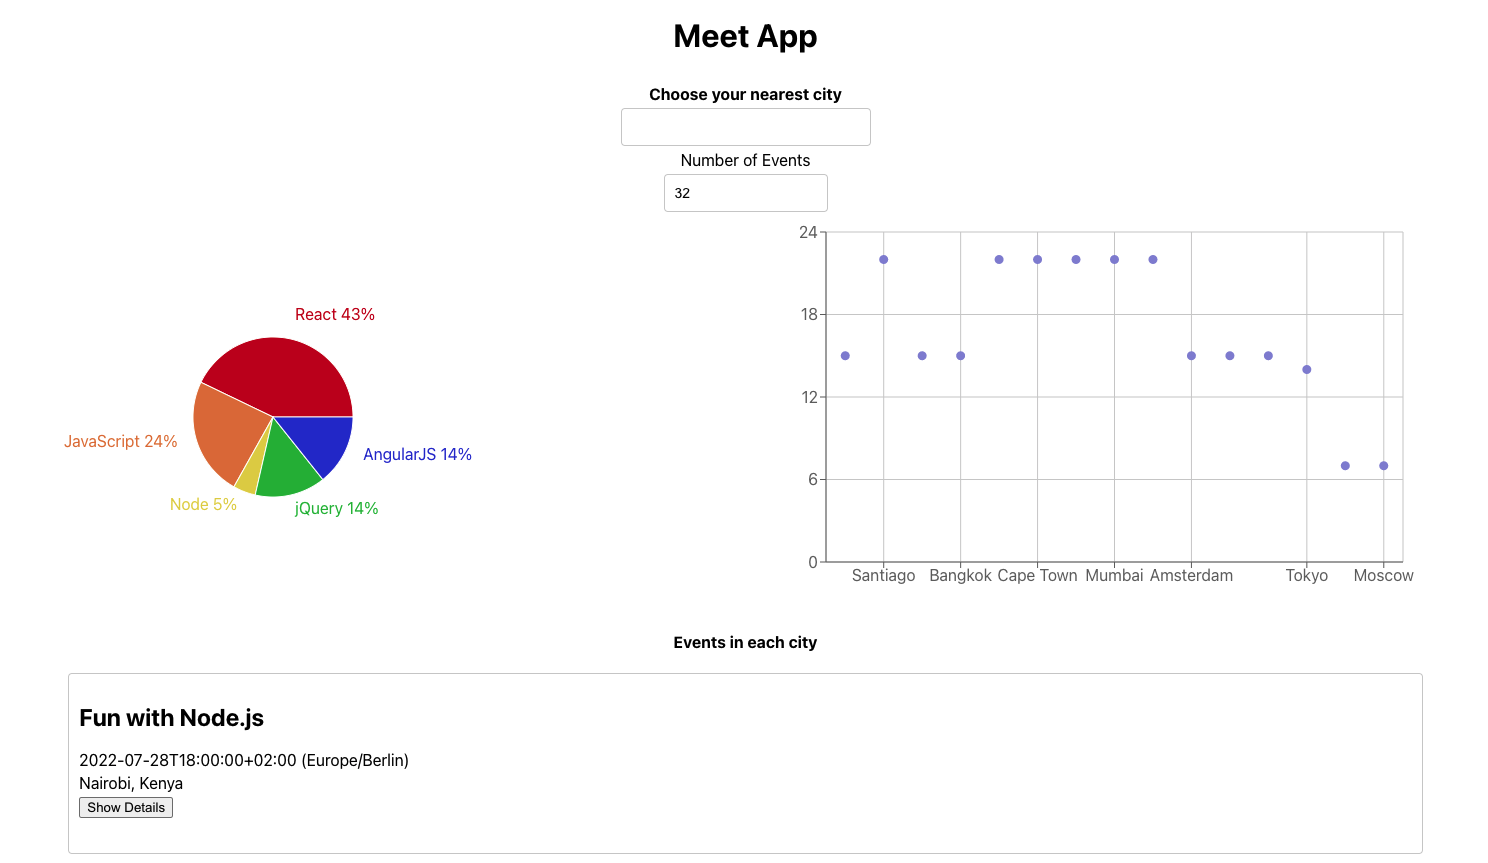 Meet App
Choose your nearest city
Number of Events
32
React 43%
JavaScript 24%
AngularJS 14%
Node 5%
jQuery 14%
24
18
12
6
0
Santiago Bangkok Cape Town Mumbai Amsterdam Tokyo Moscow
Events in each city
Fun with Node.js
2022-07-28T18:00:00+02:00 (Europe/Berlin)
Nairobi, Kenya
Show Details